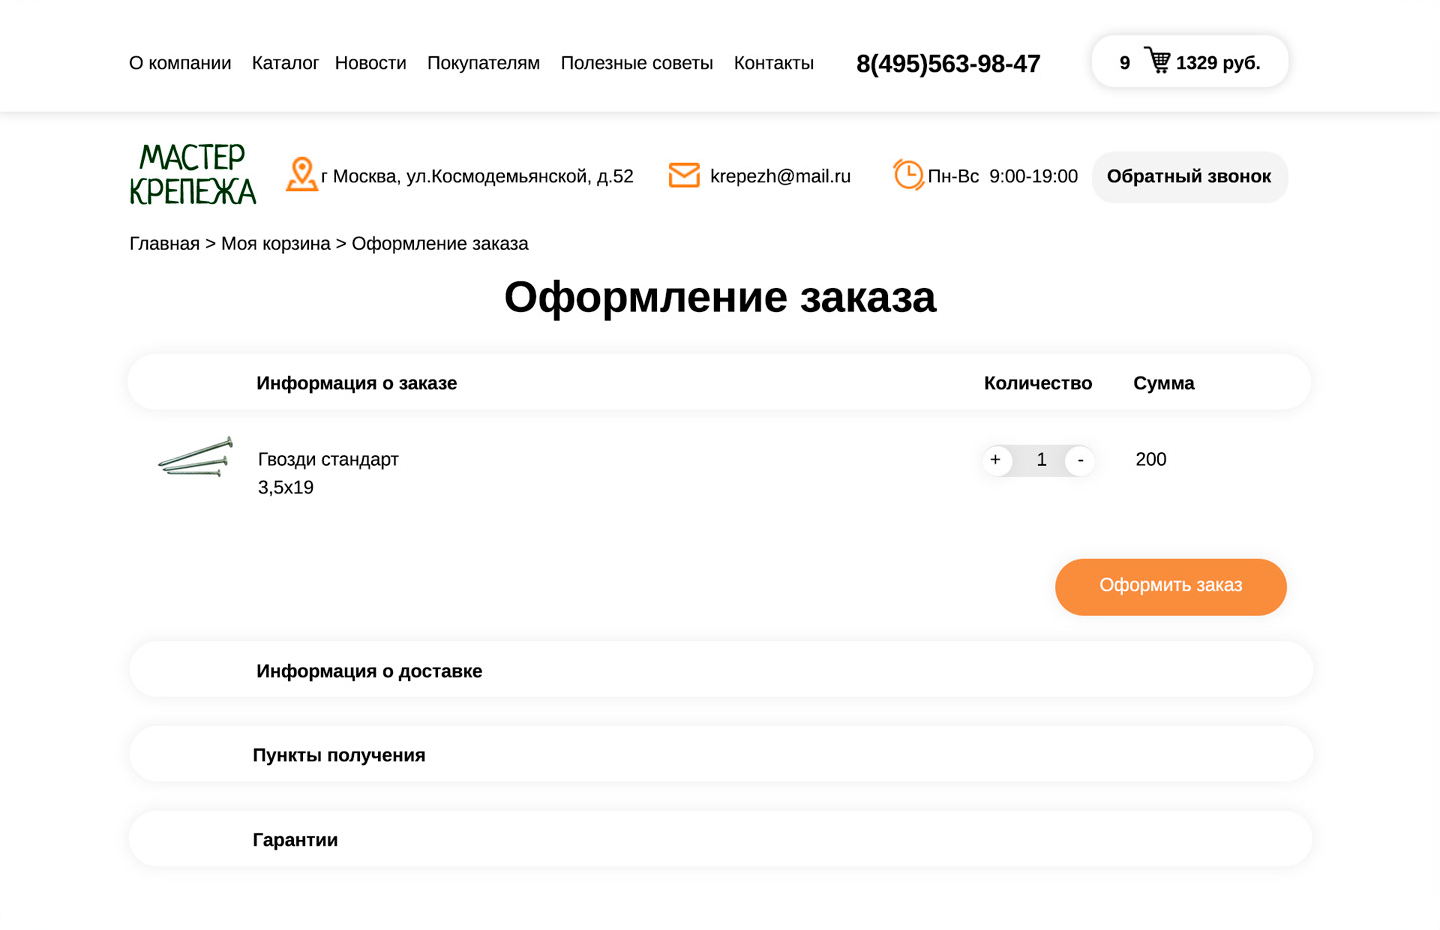 О компании Каталог Новости Покупателям Полезные советы Контакты 8(495)563-98-47 9 1329 руб.
МАСТЕР
КРЕПЕЖА
г Москва, ул.Космодемьянской, д.52 krepezh@mail.ru Пн-Вс 9:00-19:00 Обратный звонок
Главная > Моя корзина > Оформление заказа
Оформление заказа
Информация о заказе Количество Сумма
Гвозди стандарт + 1 - 200
3,5х19
Оформить заказ
Информация о доставке
Пункты получения
Гарантии